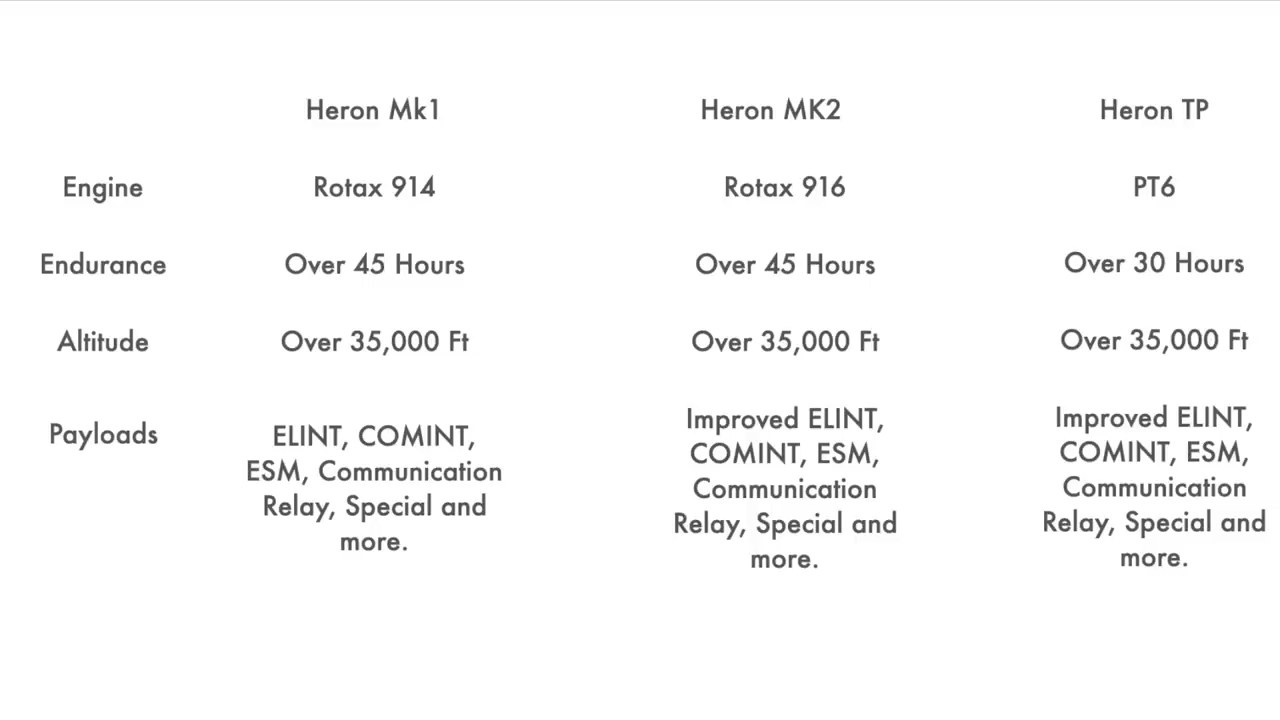 Heron Mk1 Heron MK2 Heron TP
Engine Rotax 914 Rotax 916 PT6
Endurance Over 45 Hours Over 45 Hours Over 30 Hours
Altitude Over 35,000 Ft Over 35,000 Ft Over 35,000 Ft
Payloads
ELINT, COMINT,
ESM, Communication
Relay, Special and
more.
Improved ELINT,
COMINT, ESM,
Communication
Relay, Special and
more.
Improved ELINT,
COMINT, ESM,
Communication
Relay, Special and
more.